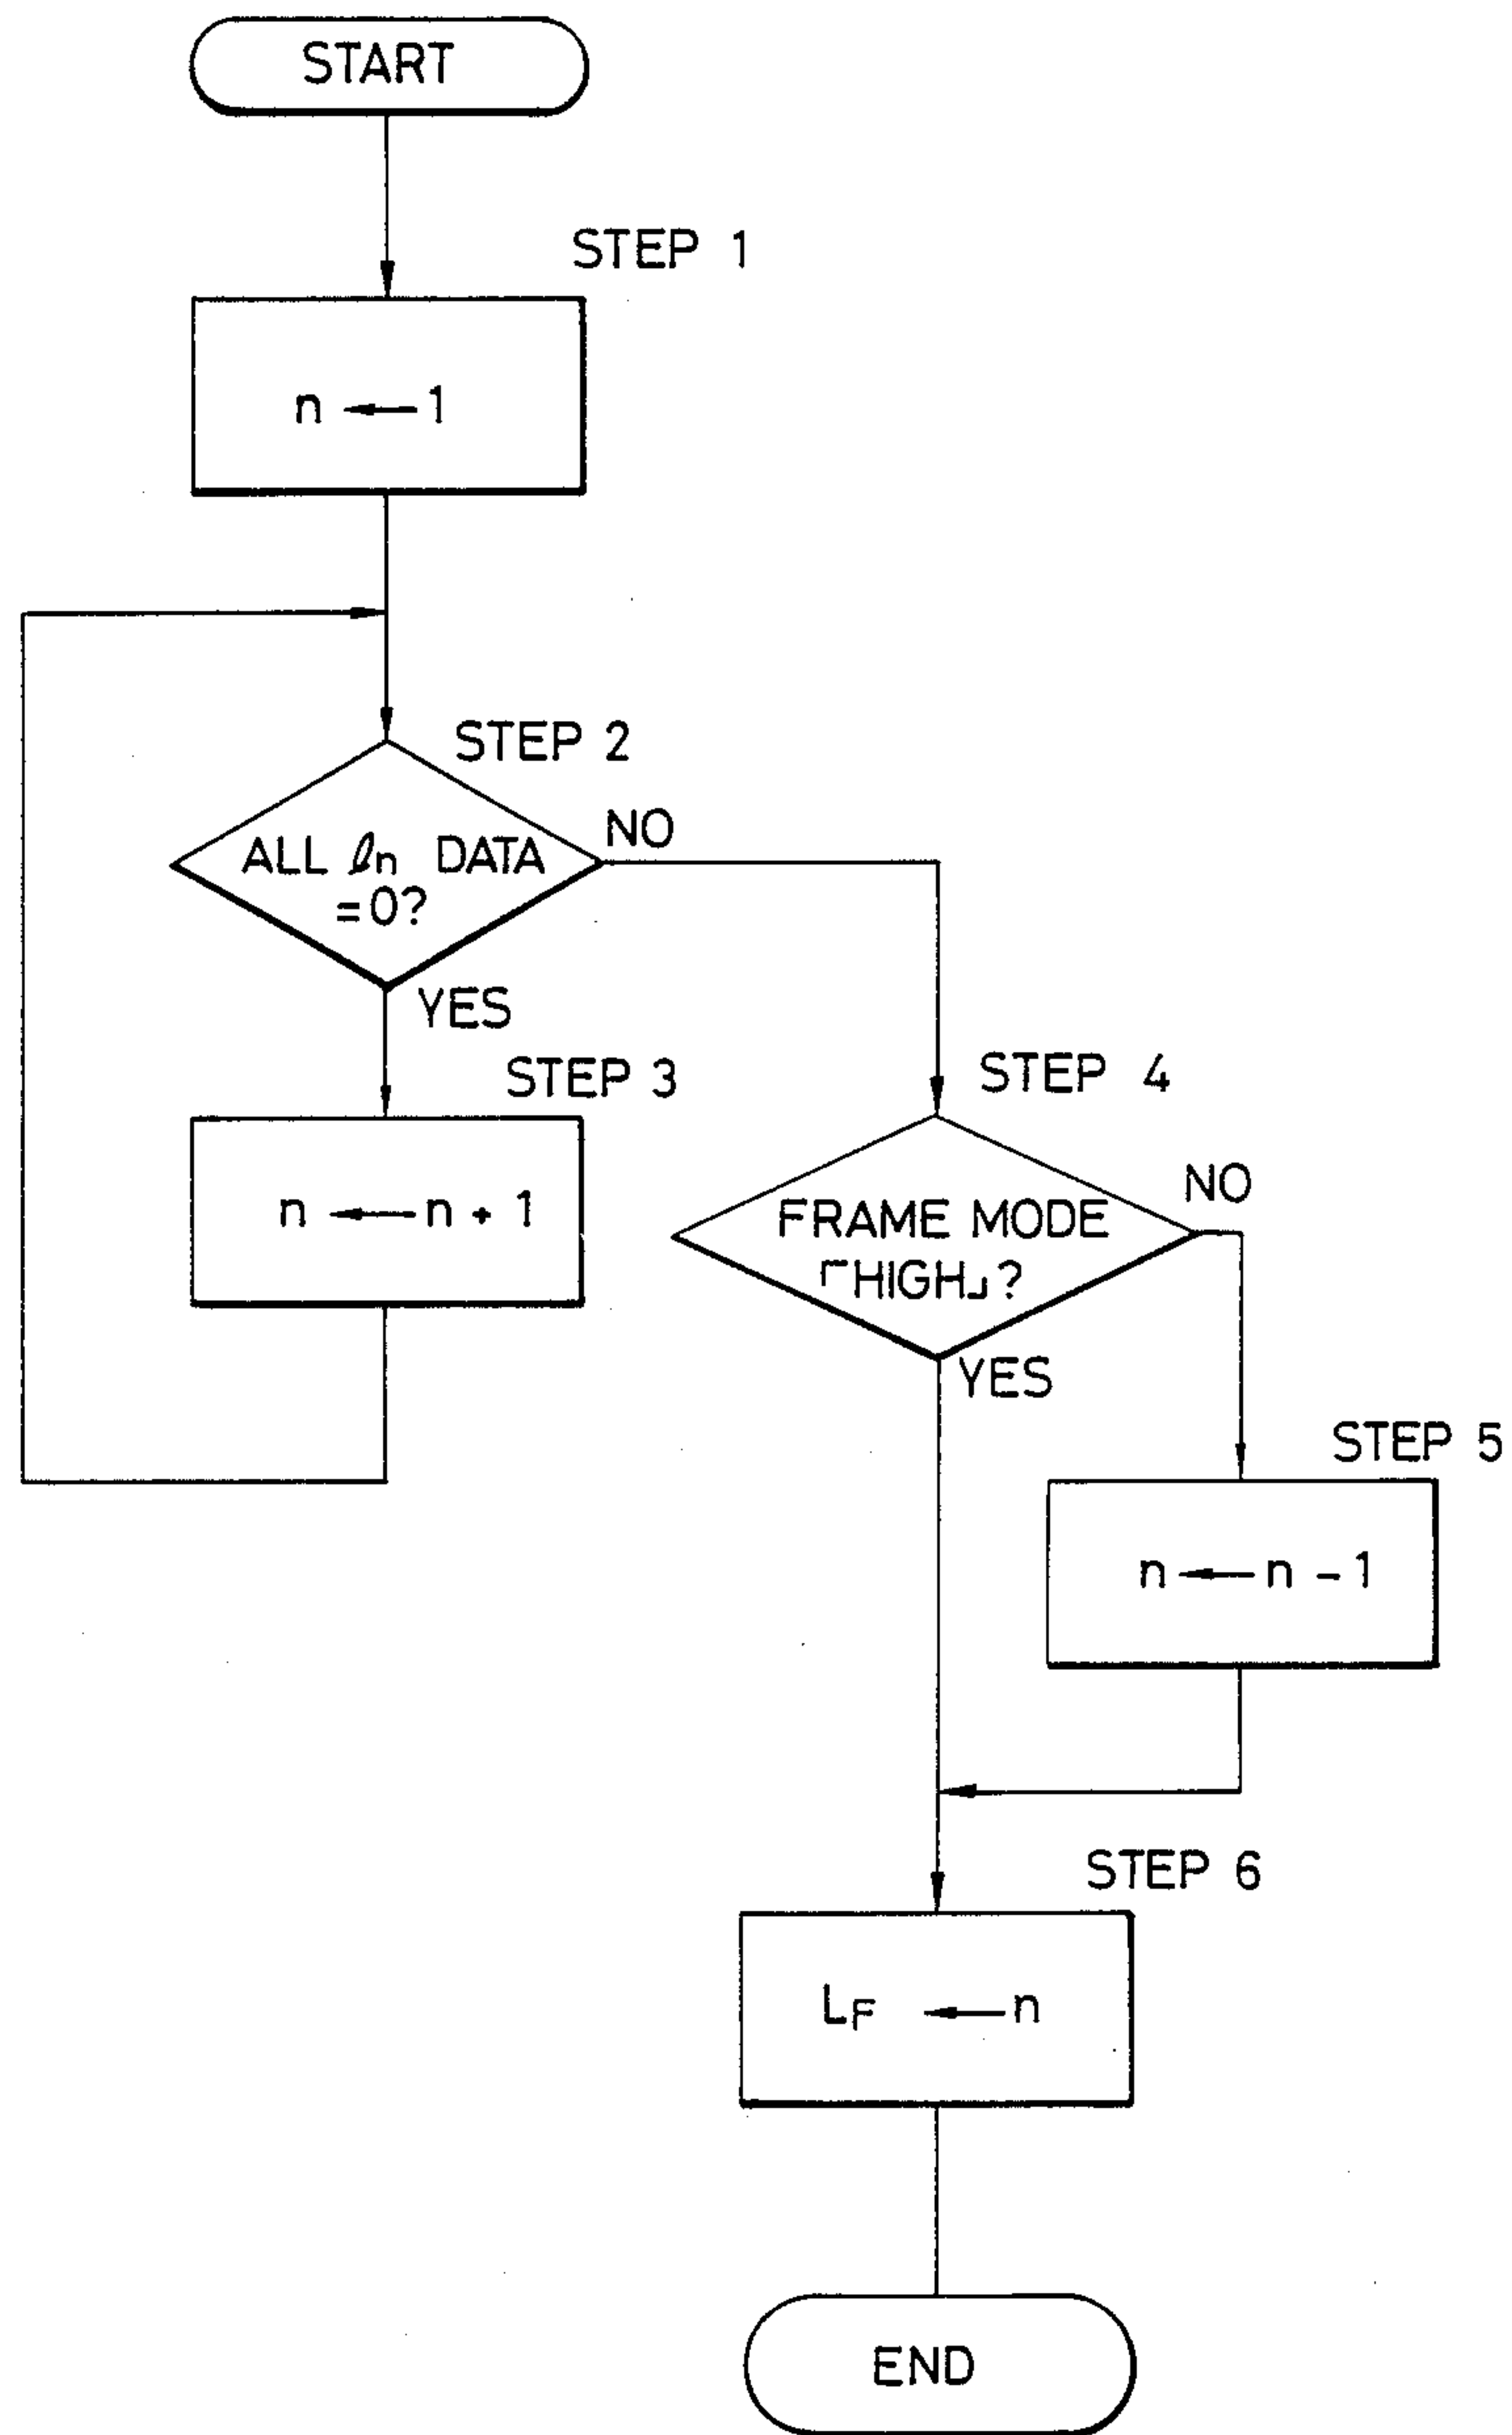 START
STEP 1
n ← 1
STEP 2
ALL ℓn DATA
=0?
NO
YES
STEP 3
n ← n + 1
STEP 4
FRAME MODE
「HIGH」?
NO
YES
STEP 5
n ← n - 1
STEP 6
LF ← n
END